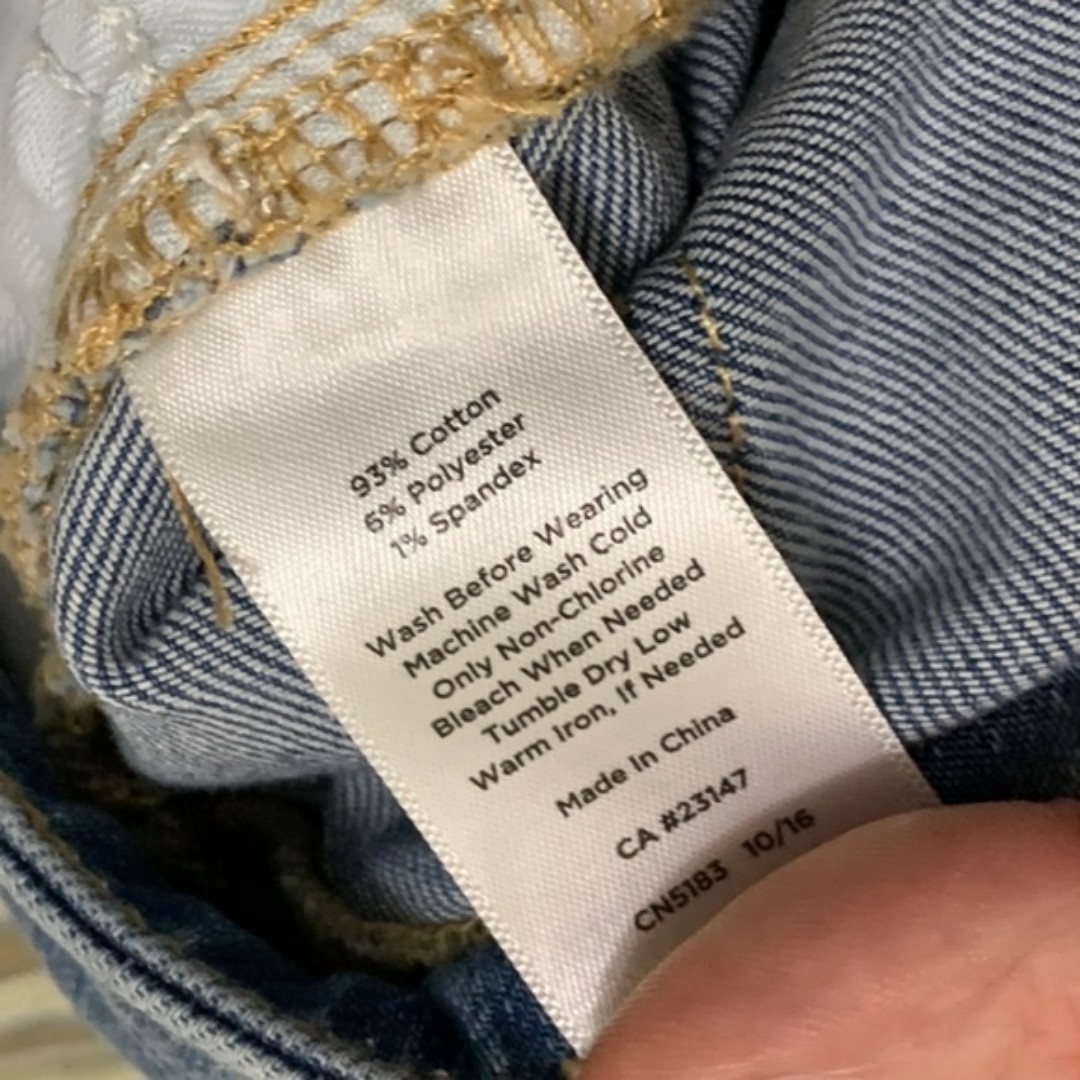 93% Cotton
6% Polyester
1% Spandex
Wash Before Wearing
Machine Wash Cold
Only Non-Chlorine
Bleach When Needed
Tumble Dry Low
Warm Iron, If Needed
Made In China
CA #23147
CN5183 10/16